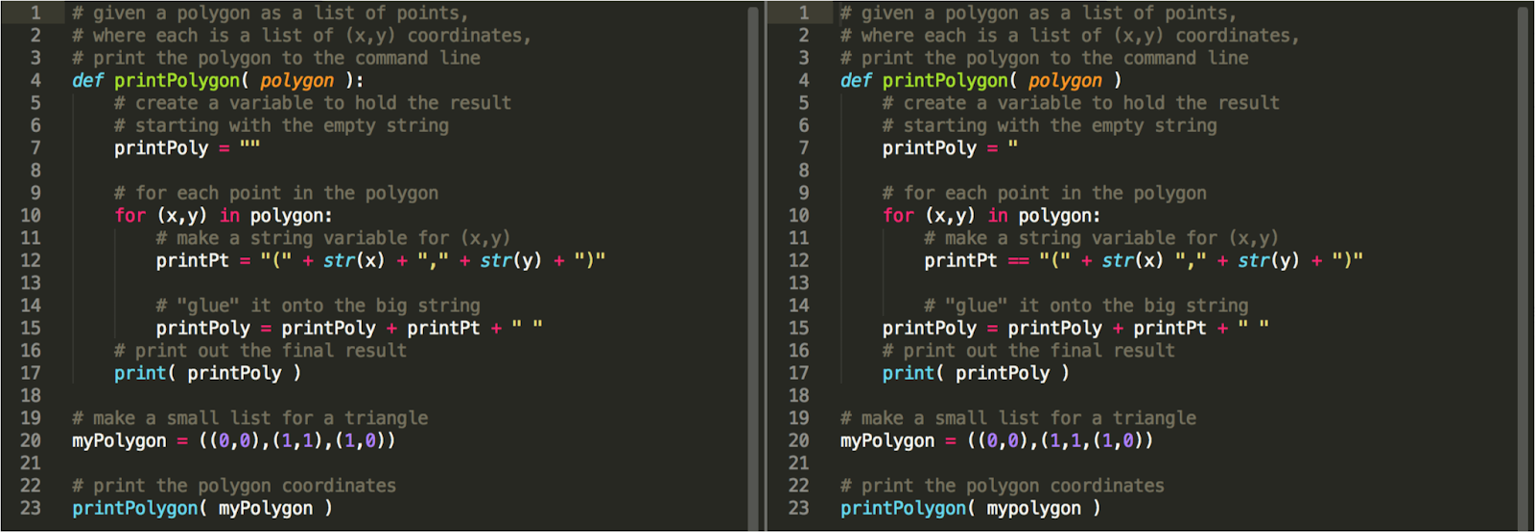 1 # given a polygon as a list of points,
2 # where each is a list of (x,y) coordinates,
3 # print the polygon to the command line
4 def printPolygon( polygon ):
5     # create a variable to hold the result
6     # starting with the empty string
7     printPoly = ""
8
9     # for each point in the polygon
10     for (x,y) in polygon:
11         # make a string variable for (x,y)
12         printPt = "(" + str(x) + "," + str(y) + ")"
13
14         # "glue" it onto the big string
15         printPoly = printPoly + printPt + " "
16     # print out the final result
17     print( printPoly )
18
19 # make a small list for a triangle
20 myPolygon = ((0,0),(1,1),(1,0))
21
22 # print the polygon coordinates
23 printPolygon( myPolygon )
1 # given a polygon as a list of points,
2 # where each is a list of (x,y) coordinates,
3 # print the polygon to the command line
4 def printPolygon( polygon )
5     # create a variable to hold the result
6     # starting with the empty string
7     printPoly = "
8
9     # for each point in the polygon
10     for (x,y) in polygon:
11         # make a string variable for (x,y)
12         printPt == "(" + str(x) "," + str(y) + ")"
13
14         # "glue" it onto the big string
15     printPoly = printPoly + printPt + " "
16     # print out the final result
17     print( printPoly )
18
19 # make a small list for a triangle
20 myPolygon = ((0,0),(1,1,(1,0))
21
22 # print the polygon coordinates
23 printPolygon( mypolygon )